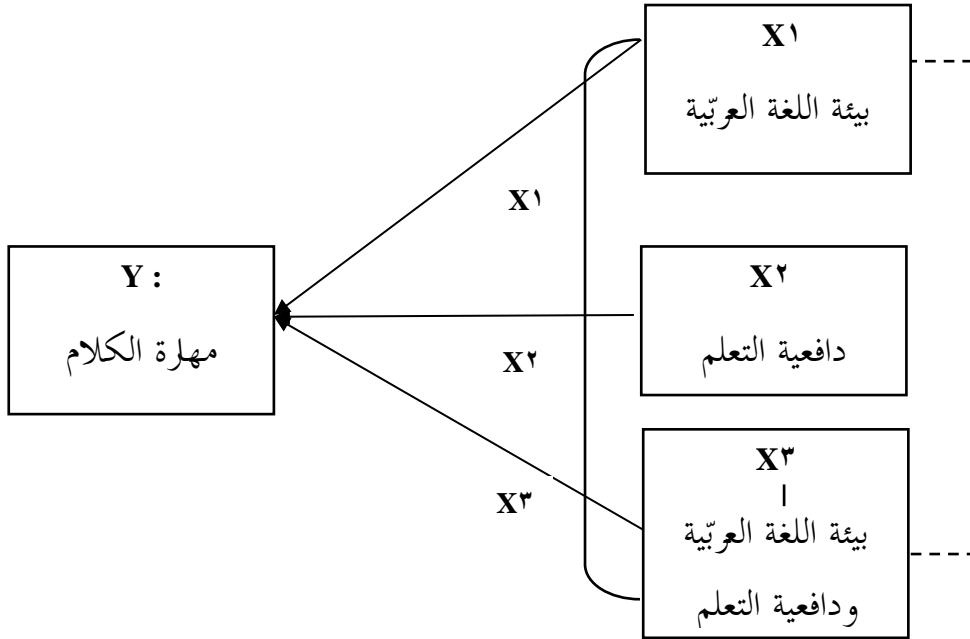 X١
بيئة اللغة العربّية
X١
Y :
مهارة الكلام
X٢
دافعية التعلم
X٢
X٣
بيئة اللغة العربّية
ودافعية التعلم
X٣